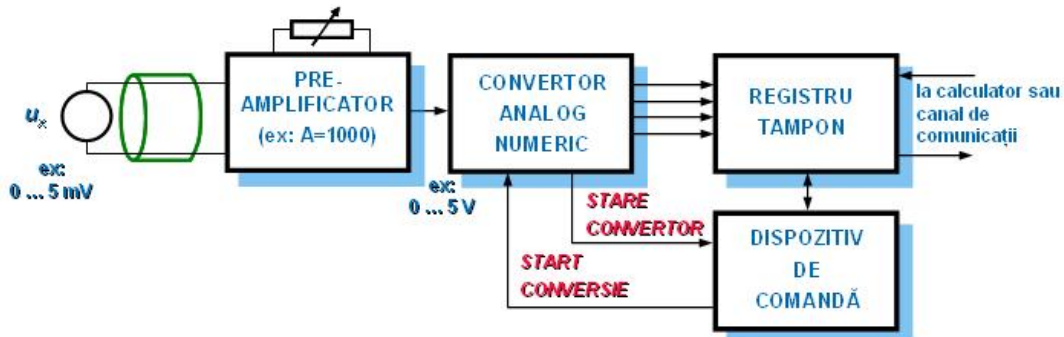 PRE-
AMPLIFICATOR
(ex: A=1000)
CONVERTOR
ANALOG
NUMERIC
REGISTRU
TAMPON
la calculator sau
canal de
comunicații
uₓ
ex:
0 ... 5 mV
ex:
0 ... 5 V
STARE
CONVERTOR
START
CONVERSIE
DISPOZITIV
DE
COMANDĂ